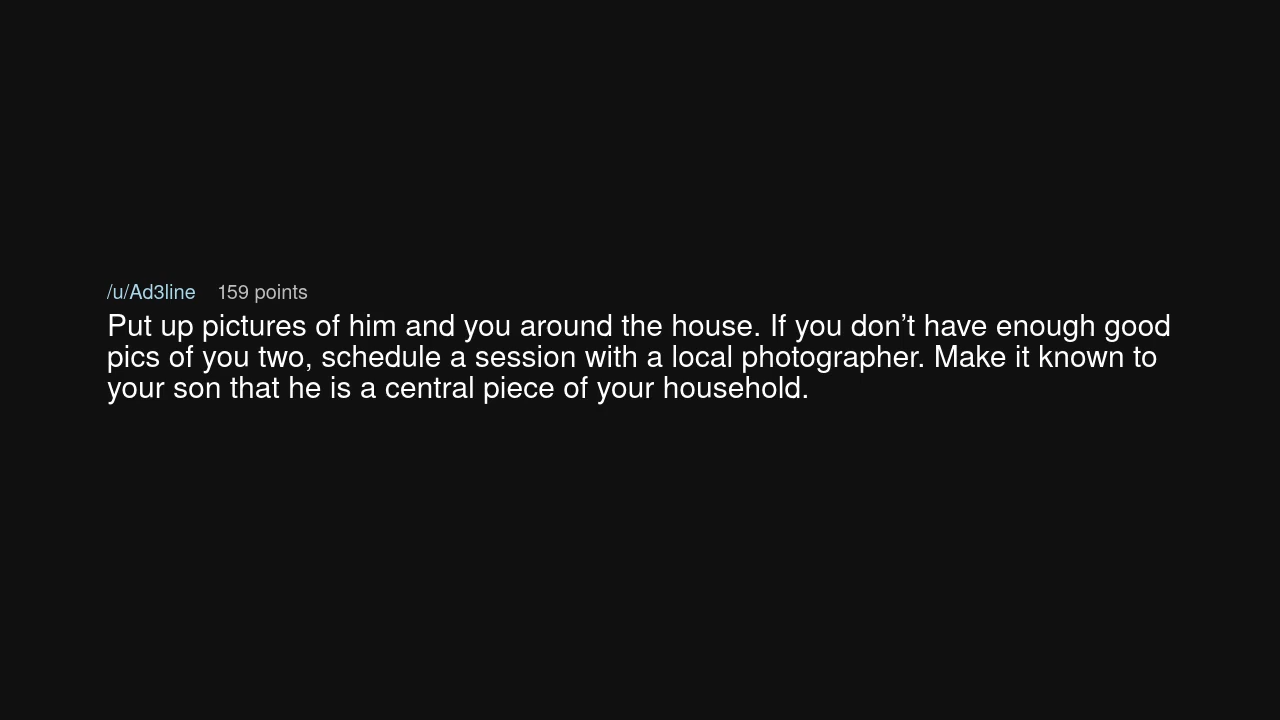 /u/Ad3line 159 points
Put up pictures of him and you around the house. If you don’t have enough good
pics of you two, schedule a session with a local photographer. Make it known to
your son that he is a central piece of your household.